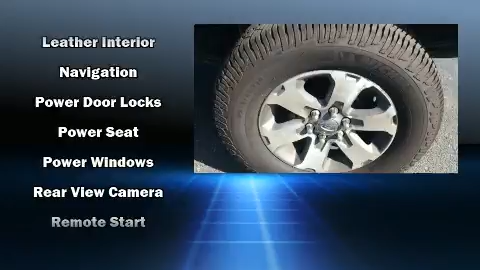 Leather Interior
Navigation
Power Door Locks
Power Seat
Power Windows
Rear View Camera
Remote Start